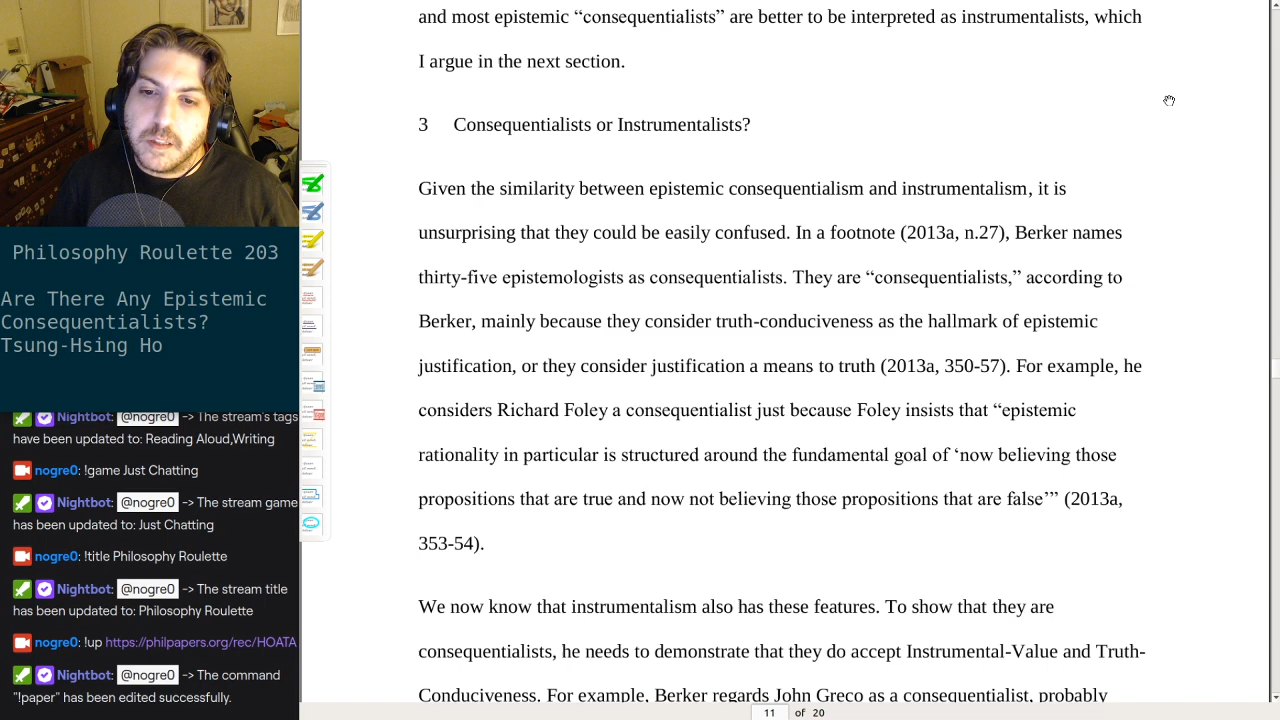 and most epistemic “consequentialists” are better to be interpreted as instrumentalists, which
I argue in the next section.
3 Consequentialists or Instrumentalists?
Given the similarity between epistemic consequentialism and instrumentalism, it is
unsurprising that they could be easily confused. In a footnote (2013a, n.27), Berker names
thirty-five epistemologists as consequentialists. They are “consequentialists” according to
Berker, mainly because they consider truth-conduciveness as the hallmark of epistemic
justification, or they consider justification a means to truth (2013a, 350-57). For example, he
considers Richard Foley a consequentialist just because Foley insists that “epistemic
rationality in particular is structured around the fundamental goal of ‘now believing those
propositions that are true and now not believing those propositions that are false’” (2013a,
353-54).
We now know that instrumentalism also has these features. To show that they are
consequentialists, he needs to demonstrate that they do accept Instrumental-Value and Truth-
Conduciveness. For example, Berker regards John Greco as a consequentialist, probably
11 of 20
Philosophy Roulette 203
Are There Any Epistemic
Consequentialists?
Tsung-Hsing Ho
Nightbot: @nogre0 -> The stream's tags
have been updated to: Reading Aloud,Writing
nogre0: !game Just Chatting
Nightbot: @nogre0 -> The stream game
has been updated to: Just Chatting
nogre0: !title Philosophy Roulette
Nightbot: @nogre0 -> The stream title
has been updated to: Philosophy Roulette
nogre0: !up https://philpapers.org/rec/HOATA
Nightbot: @nogre0 -> The command
"!paper" has been edited successfully.